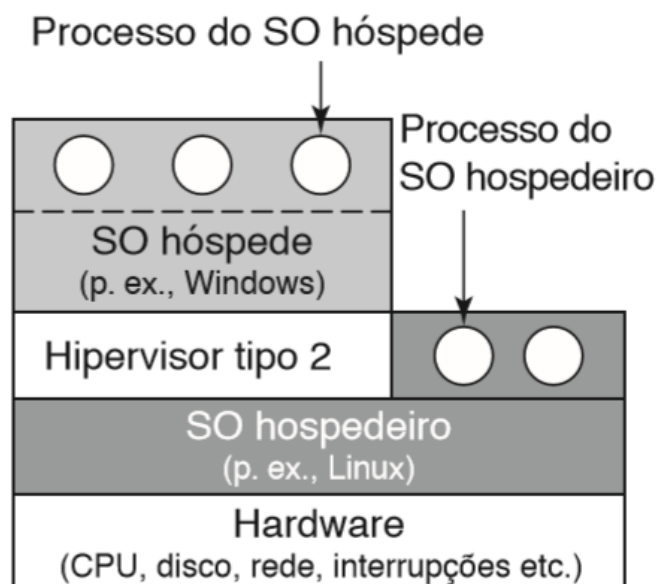 Processo do SO hóspede
Processo do
SO hospedeiro
SO hóspede
(p. ex., Windows)
Hipervisor tipo 2
SO hospedeiro
(p. ex., Linux)
Hardware
(CPU, disco, rede, interrupções etc.)